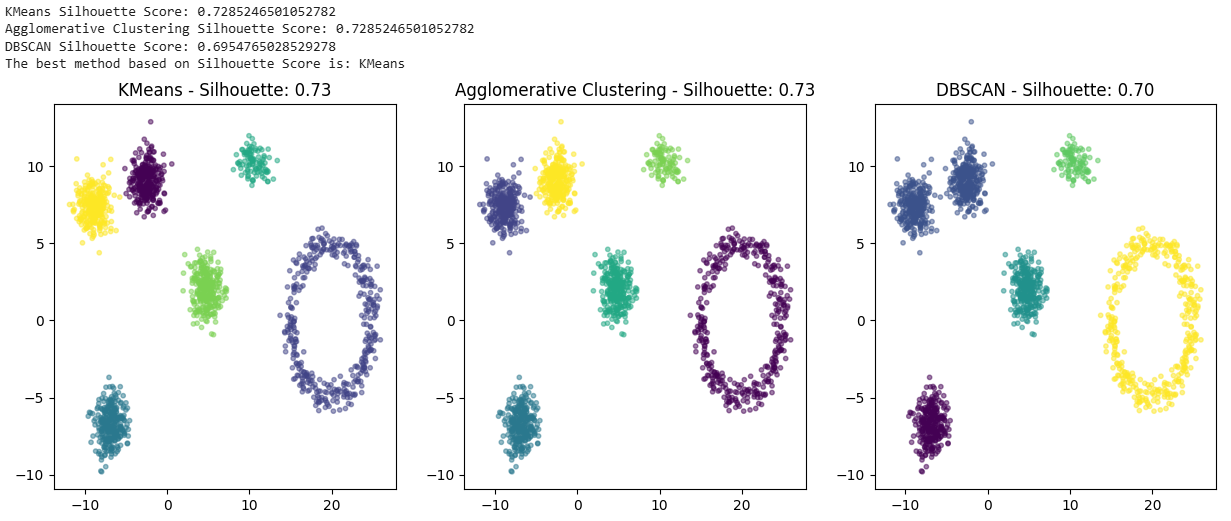 KMeans Silhouette Score: 0.7285246501052782
Agglomerative Clustering Silhouette Score: 0.7285246501052782
DBSCAN Silhouette Score: 0.6954765028529278
The best method based on Silhouette Score is: KMeans
KMeans - Silhouette: 0.73
10
5
0
−5
−10
−10 0 10 20
Agglomerative Clustering - Silhouette: 0.73
10
5
0
−5
−10
−10 0 10 20
DBSCAN - Silhouette: 0.70
10
5
0
−5
−10
−10 0 10 20